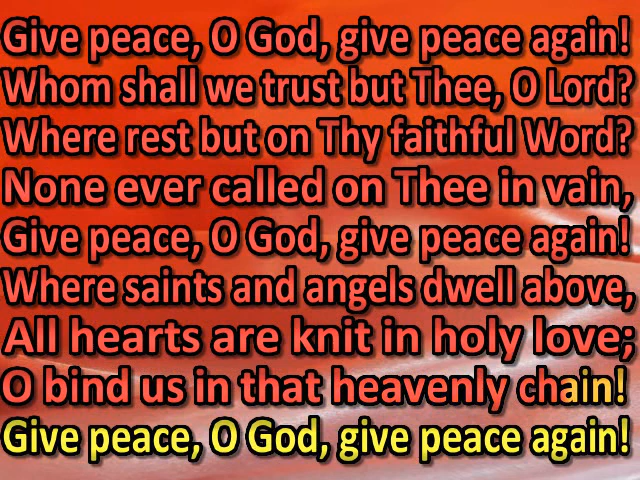 Give peace, O God, give peace again!
Whom shall we trust but Thee, O Lord?
Where rest but on Thy faithful Word?
None ever called on Thee in vain,
Give peace, O God, give peace again!
Where saints and angels dwell above,
All hearts are knit in holy love;
O bind us in that heavenly chain!
Give peace, O God, give peace again!